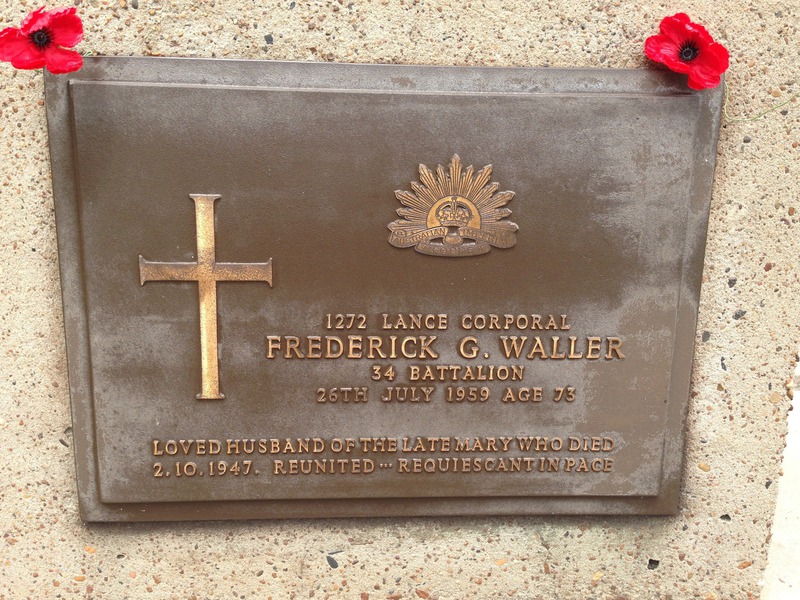 AUSTRALIAN
1272 LANCE CORPORAL
FREDERICK G. WALLER
34 BATTALION
26TH JULY 1959 AGE 73
LOVED HUSBAND OF THE LATE MARY WHO DIED
2.10.1947. REUNITED ··· REQUIESCANT IN PACE